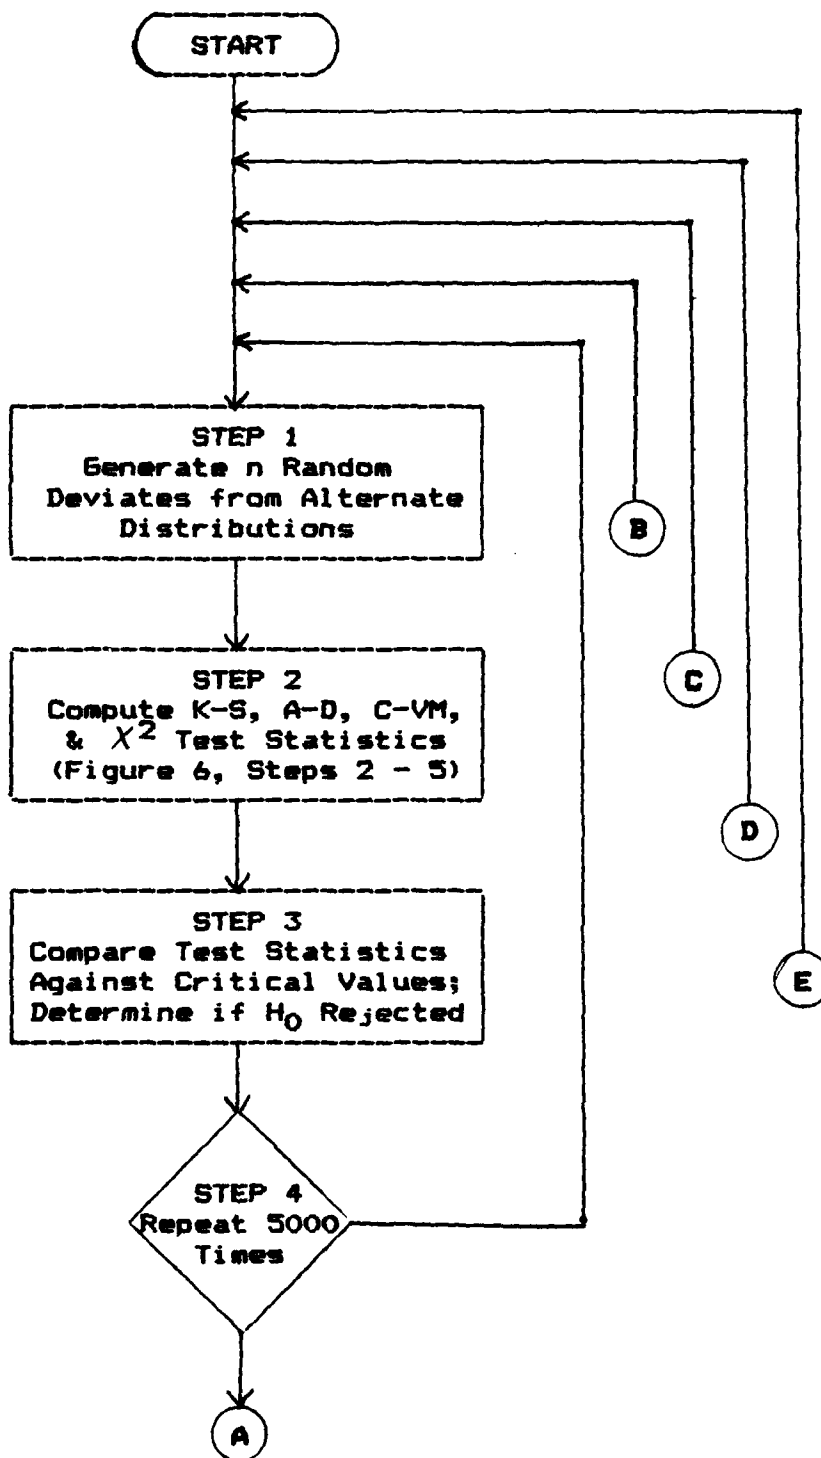 START
STEP 1
Generate n Random
Deviates from Alternate
Distributions
B
STEP 2
Compute K-S, A-D, C-VM,
& X² Test Statistics
(Figure 6, Steps 2 - 5)
C
D
STEP 3
Compare Test Statistics
Against Critical Values;
Determine if H₀ Rejected
E
STEP 4
Repeat 5000
Times
A